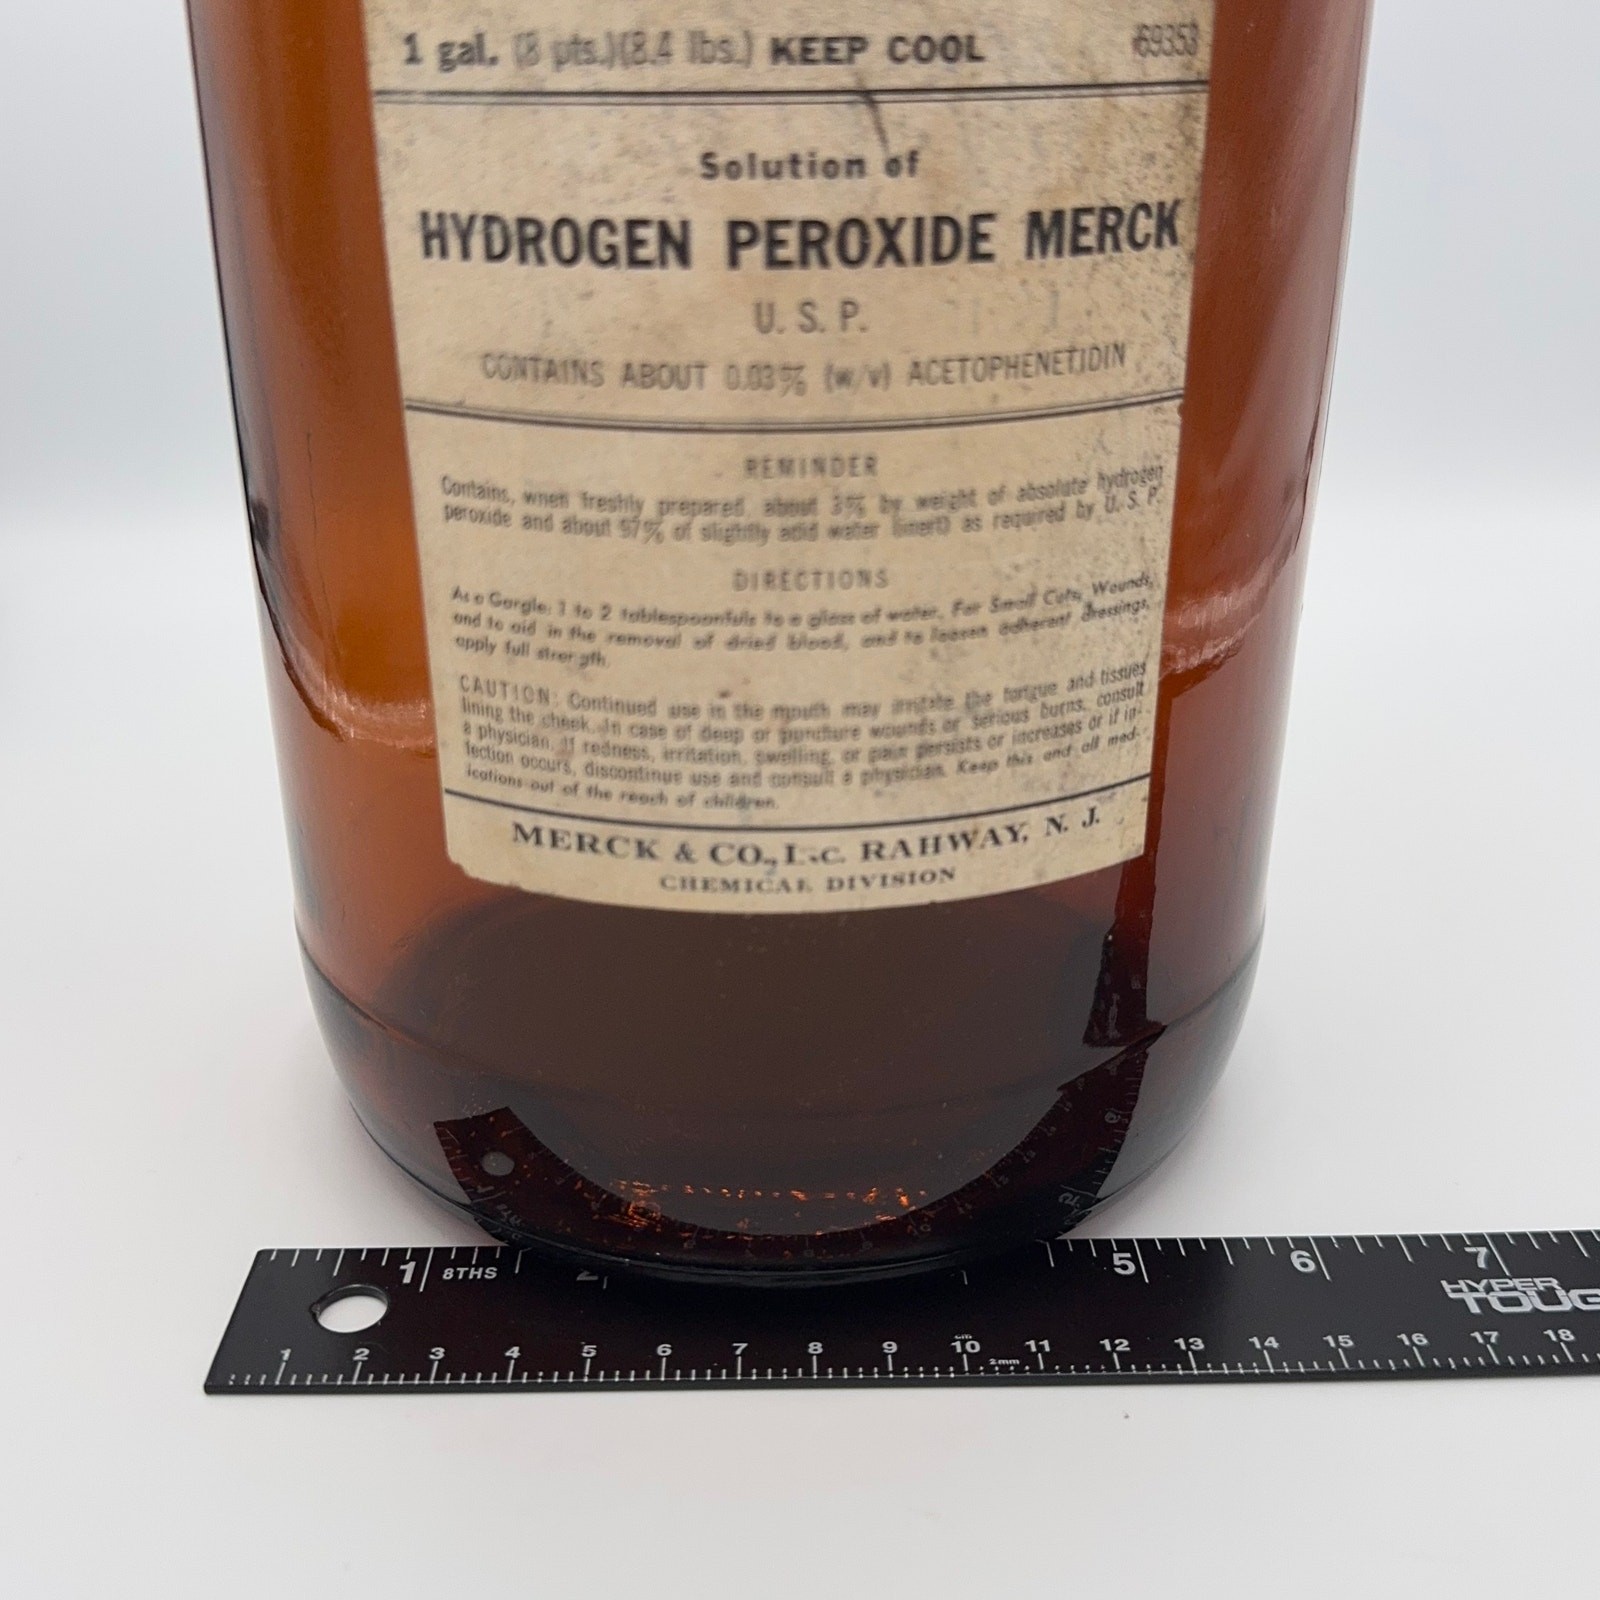 1 gal. (8 pts.)(8.4 lbs.) KEEP COOL 69353
Solution of
HYDROGEN PEROXIDE MERCK
U. S. P.
CONTAINS ABOUT 0.03% (w/v) ACETOPHENETIDIN
REMINDER
Contains, when freshly prepared, about 3% by weight of absolute hydrogen
peroxide and about 97% of slightly acid water (inert) as required by U. S. P.
DIRECTIONS
As a Gargle: 1 to 2 tablespoonfuls to a glass of water. For Small Cuts, Wounds,
and to aid in the removal of dried blood, and to loosen adherent dressings,
apply full strength.
CAUTION: Continued use in the mouth may irritate the tongue and tissues
lining the cheek. In case of deep or puncture wounds or serious burns, consult
a physician. If redness, irritation, swelling, or pain persists or increases or if in-
fection occurs, discontinue use and consult a physician. Keep this and all med-
ications out of the reach of children.
MERCK & CO., Inc. RAHWAY, N. J.
CHEMICAL DIVISION
1 8THS 2 5 6 7
HYPER
TOUG
1 2 3 4 5 6 7 8 9 cm 10 2mm 11 12 13 14 15 16 17 18